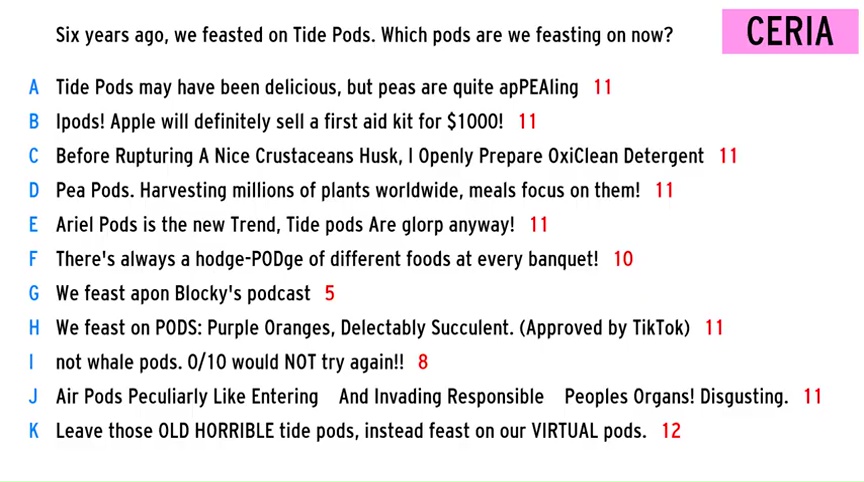 Six years ago, we feasted on Tide Pods. Which pods are we feasting on now?
CERIA
A Tide Pods may have been delicious, but peas are quite apPEAling 11
B Ipods! Apple will definitely sell a first aid kit for $1000! 11
C Before Rupturing A Nice Crustaceans Husk, I Openly Prepare OxiClean Detergent 11
D Pea Pods. Harvesting millions of plants worldwide, meals focus on them! 11
E Ariel Pods is the new Trend, Tide pods Are glorp anyway! 11
F There's always a hodge-PODge of different foods at every banquet! 10
G We feast apon Blocky's podcast 5
H We feast on PODS: Purple Oranges, Delectably Succulent. (Approved by TikTok) 11
I not whale pods. 0/10 would NOT try again!! 8
J Air Pods Peculiarly Like Entering And Invading Responsible Peoples Organs! Disgusting. 11
K Leave those OLD HORRIBLE tide pods, instead feast on our VIRTUAL pods. 12